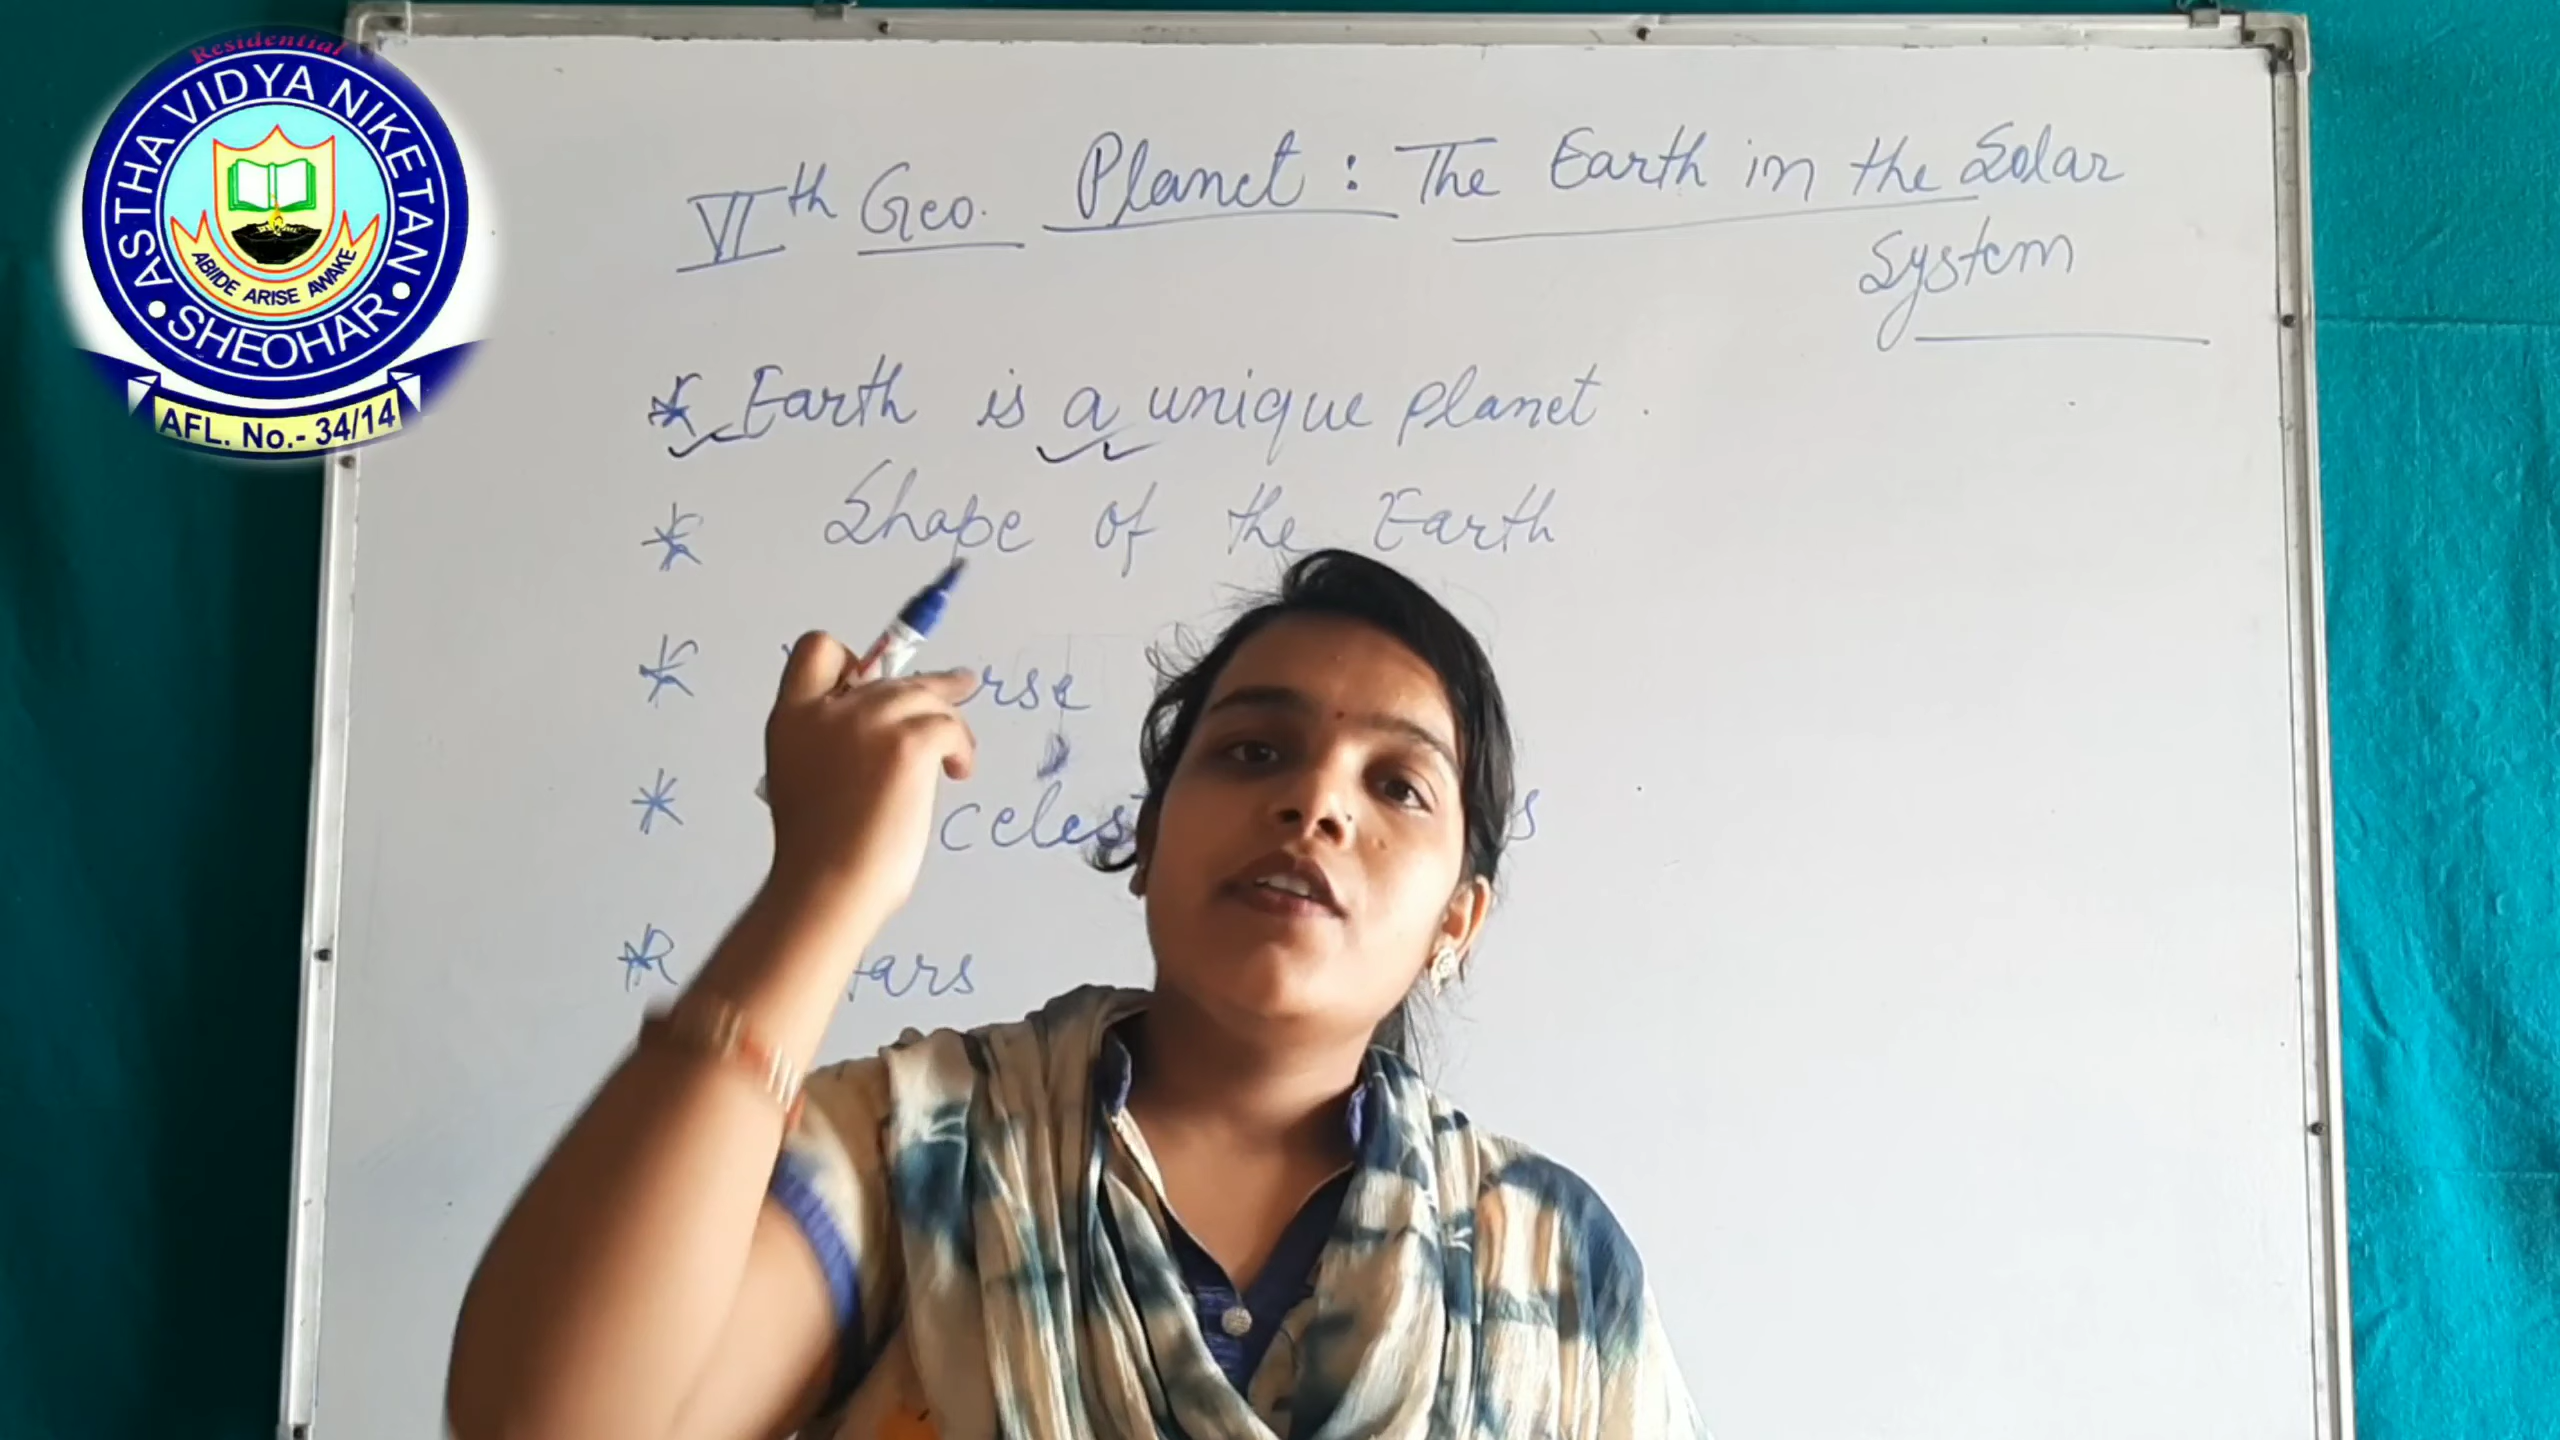 Residential
ASTHA VIDYA NIKETAN
SHEOHAR
ABIIDE ARISE AWAKE
AFL. No.- 34/14
VIth Geo. Planet : The Earth in the Solar
System
* Earth is a unique planet .
* Shape of the Earth
*
*
*